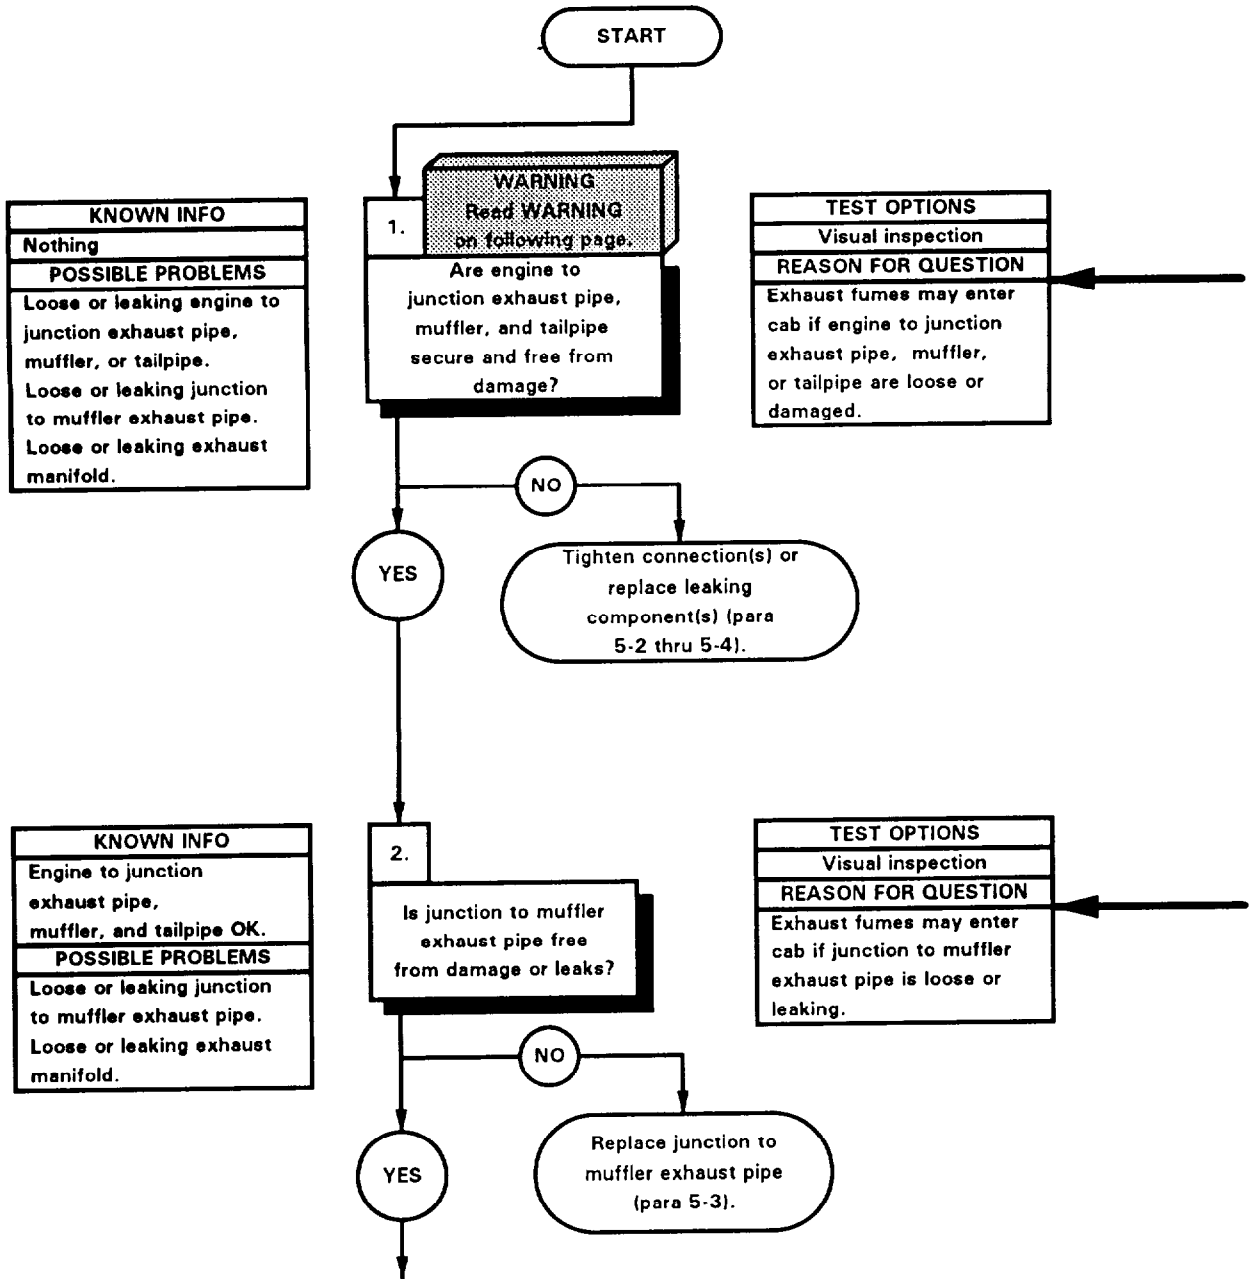 START
WARNING
Read WARNING
on following page.
1.
Are engine to
junction exhaust pipe,
muffler, and tailpipe
secure and free from
damage?
KNOWN INFO
Nothing
POSSIBLE PROBLEMS
Loose or leaking engine to
junction exhaust pipe,
muffler, or tailpipe.
Loose or leaking junction
to muffler exhaust pipe.
Loose or leaking exhaust
manifold.
TEST OPTIONS
Visual inspection
REASON FOR QUESTION
Exhaust fumes may enter
cab if engine to junction
exhaust pipe, muffler,
or tailpipe are loose or
damaged.
NO
YES
Tighten connection(s) or
replace leaking
component(s) (para
5-2 thru 5-4).
KNOWN INFO
Engine to junction
exhaust pipe,
muffler, and tailpipe OK.
POSSIBLE PROBLEMS
Loose or leaking junction
to muffler exhaust pipe.
Loose or leaking exhaust
manifold.
2.
Is junction to muffler
exhaust pipe free
from damage or leaks?
TEST OPTIONS
Visual inspection
REASON FOR QUESTION
Exhaust fumes may enter
cab if junction to muffler
exhaust pipe is loose or
leaking.
NO
YES
Replace junction to
muffler exhaust pipe
(para 5-3).